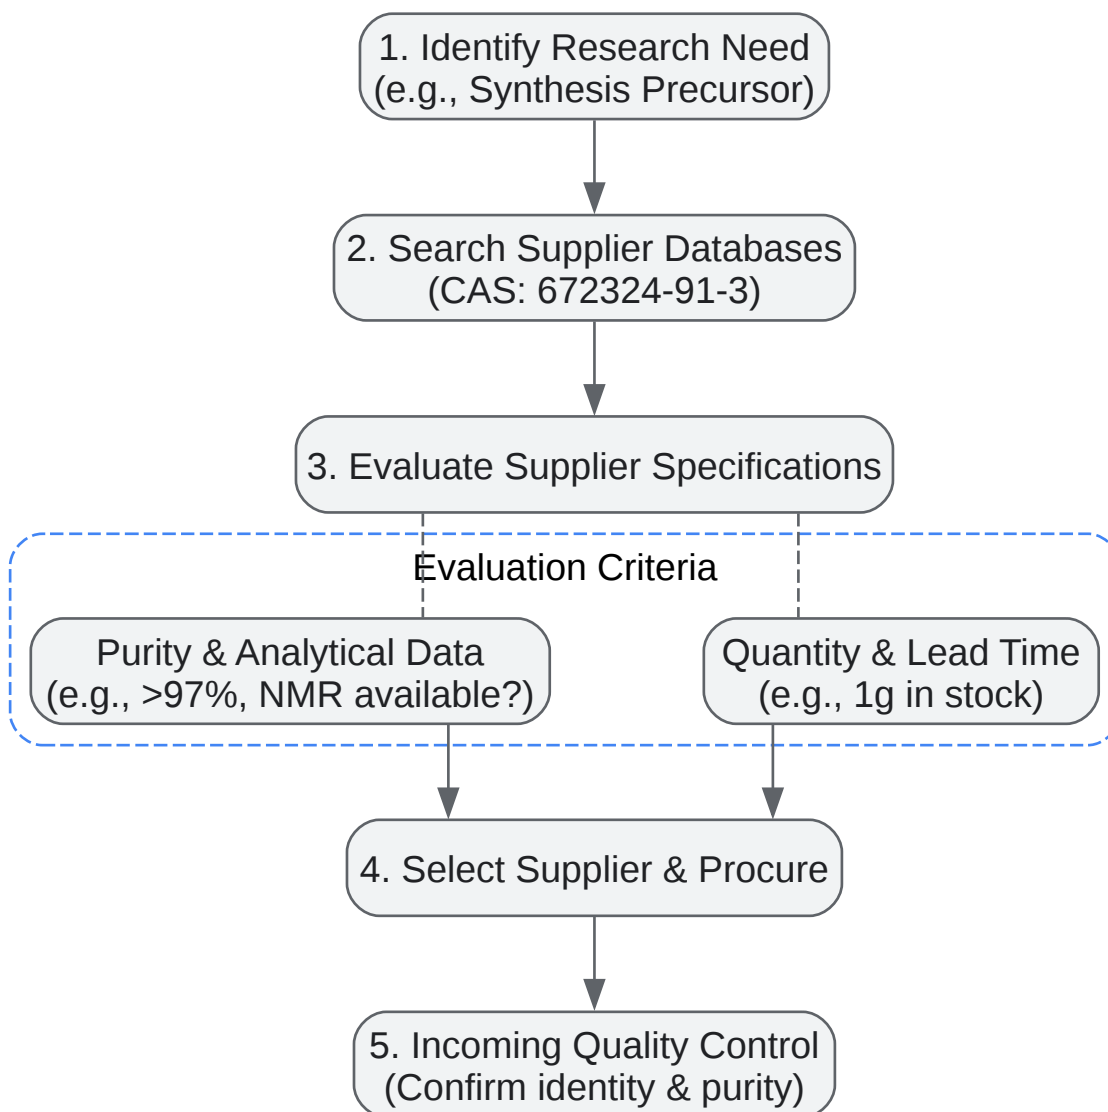 1. Identify Research Need
(e.g., Synthesis Precursor)
2. Search Supplier Databases
(CAS: 672324-91-3)
3. Evaluate Supplier Specifications
Evaluation Criteria
Purity & Analytical Data
(e.g., >97%, NMR available?)
Quantity & Lead Time
(e.g., 1g in stock)
4. Select Supplier & Procure
5. Incoming Quality Control
(Confirm identity & purity)